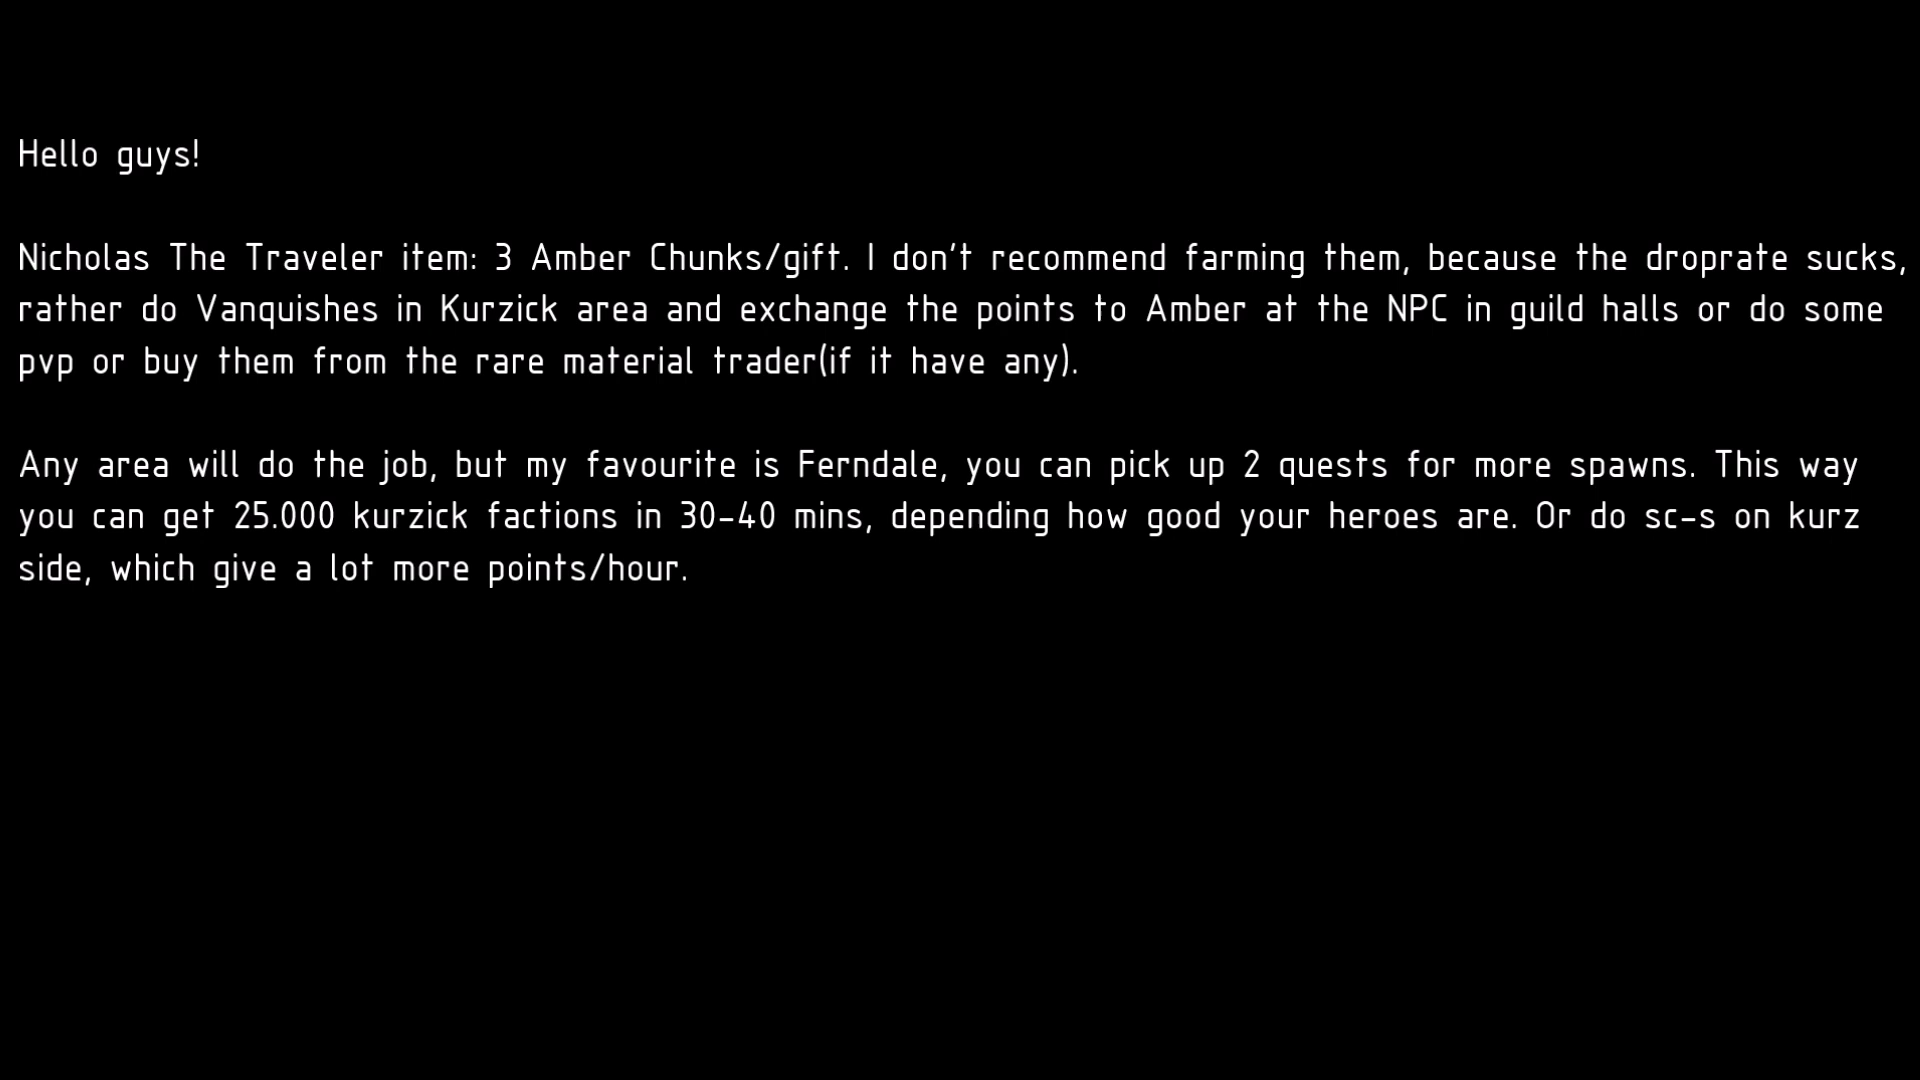 Hello guys!
Nicholas The Traveler item: 3 Amber Chunks/gift. I don't recommend farming them, because the droprate sucks,
rather do Vanquishes in Kurzick area and exchange the points to Amber at the NPC in guild halls or do some
pvp or buy them from the rare material trader(if it have any).
Any area will do the job, but my favourite is Ferndale, you can pick up 2 quests for more spawns. This way
you can get 25.000 kurzick factions in 30-40 mins, depending how good your heroes are. Or do sc-s on kurz
side, which give a lot more points/hour.